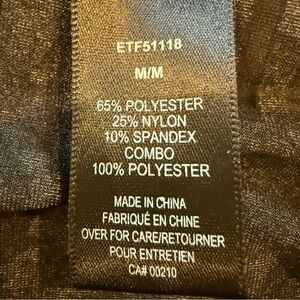 ETF51118
M/M
65% POLYESTER
25% NYLON
10% SPANDEX
COMBO
100% POLYESTER
MADE IN CHINA
FABRIQUÉ EN CHINE
OVER FOR CARE/RETOURNER
POUR ENTRETIEN
CA# 00210